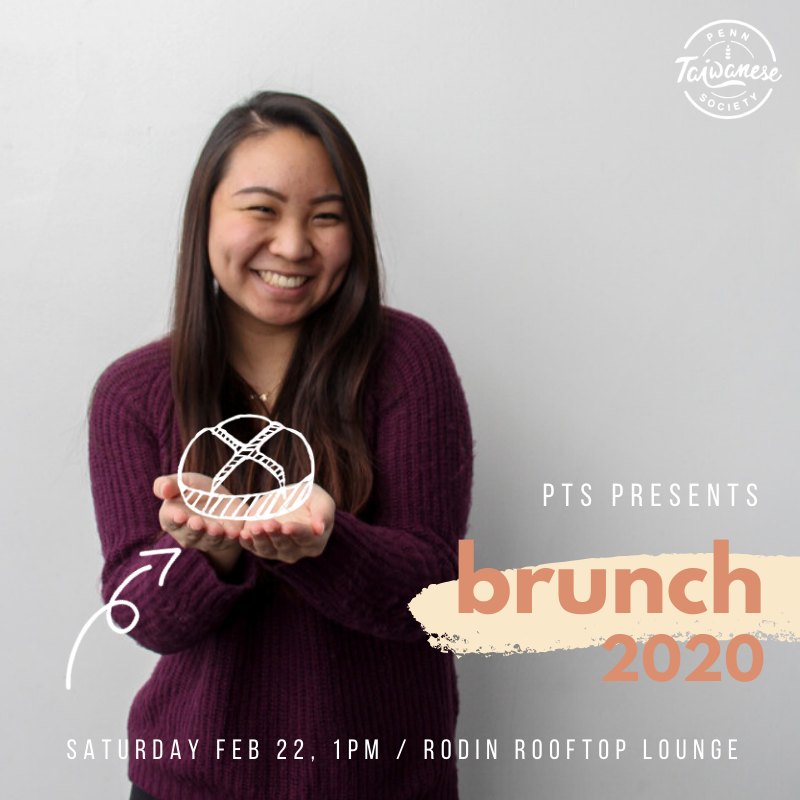 PENN
Taiwanese
SOCIETY
PTS PRESENTS
brunch
2020
SATURDAY FEB 22, 1PM / RODIN ROOFTOP LOUNGE